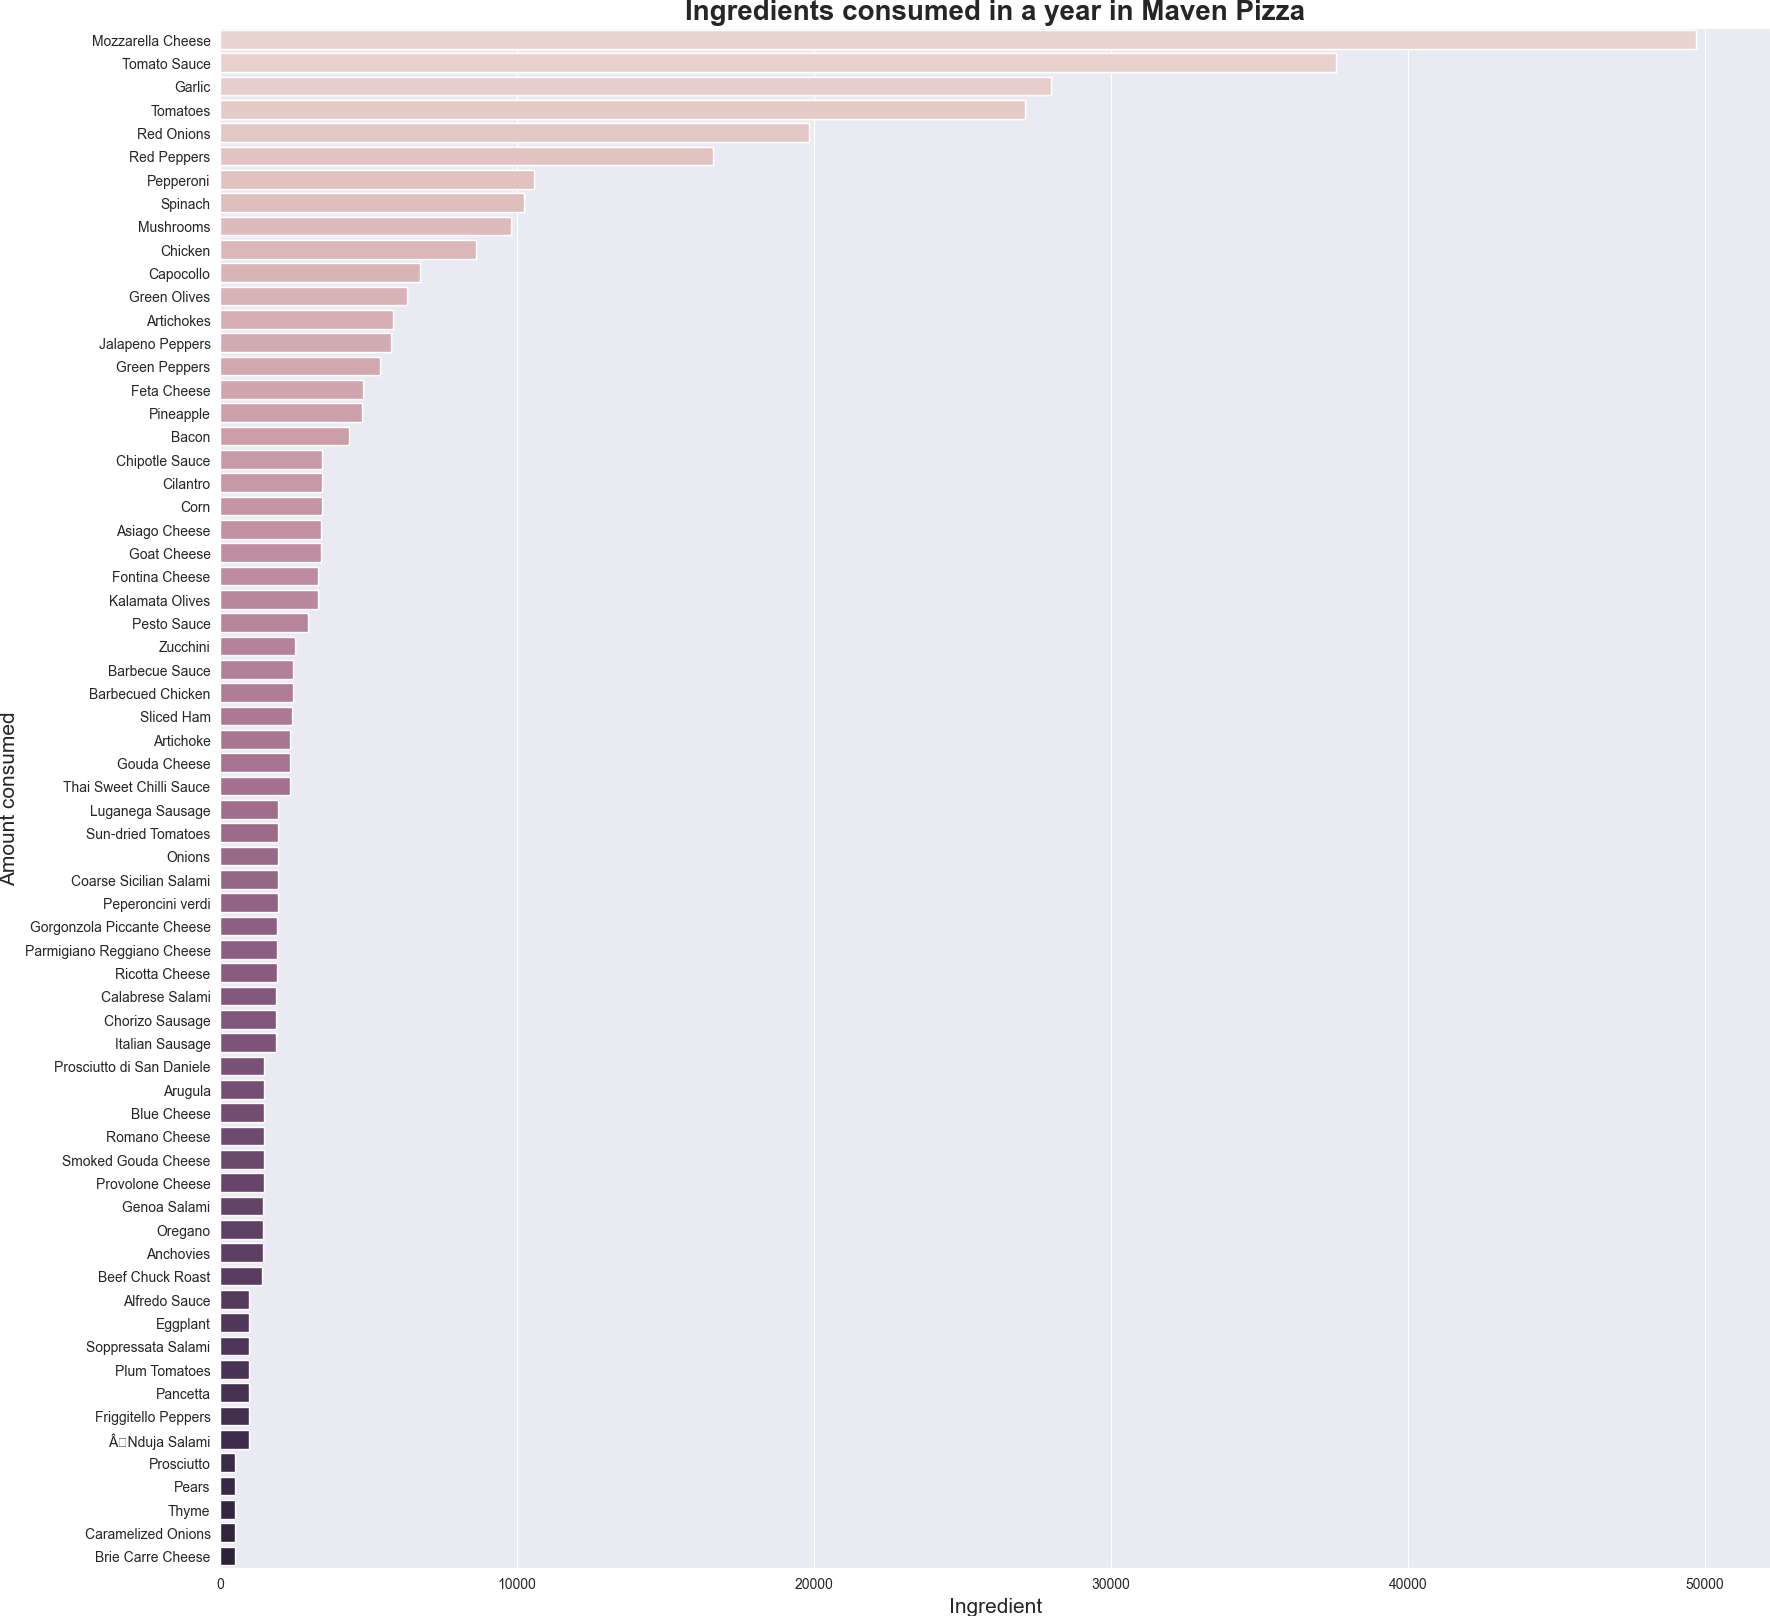 Ingredients consumed in a year in Maven Pizza
Mozzarella Cheese
Tomato Sauce
Garlic
Tomatoes
Red Onions
Red Peppers
Pepperoni
Spinach
Mushrooms
Chicken
Capocollo
Green Olives
Artichokes
Jalapeno Peppers
Green Peppers
Feta Cheese
Pineapple
Bacon
Chipotle Sauce
Cilantro
Corn
Asiago Cheese
Goat Cheese
Fontina Cheese
Kalamata Olives
Pesto Sauce
Zucchini
Barbecue Sauce
Barbecued Chicken
Sliced Ham
Artichoke
Gouda Cheese
Thai Sweet Chilli Sauce
Luganega Sausage
Sun-dried Tomatoes
Onions
Coarse Sicilian Salami
Peperoncini verdi
Gorgonzola Piccante Cheese
Parmigiano Reggiano Cheese
Ricotta Cheese
Calabrese Salami
Chorizo Sausage
Italian Sausage
Prosciutto di San Daniele
Arugula
Blue Cheese
Romano Cheese
Smoked Gouda Cheese
Provolone Cheese
Genoa Salami
Oregano
Anchovies
Beef Chuck Roast
Alfredo Sauce
Eggplant
Soppressata Salami
Plum Tomatoes
Pancetta
Friggitello Peppers
Â□Nduja Salami
Prosciutto
Pears
Thyme
Caramelized Onions
Brie Carre Cheese
Amount consumed
0 10000 20000 30000 40000 50000
Ingredient